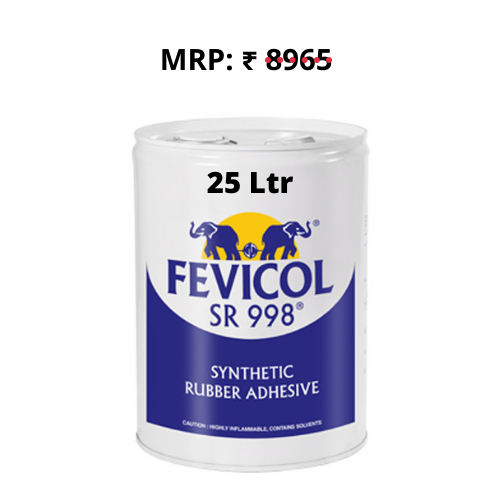 MRP: ₹ 8965
25 Ltr
FEVICOL
SR 998®
SYNTHETIC
RUBBER ADHESIVE
CAUTION : HIGHLY INFLAMMABLE, CONTAINS SOLVENTS